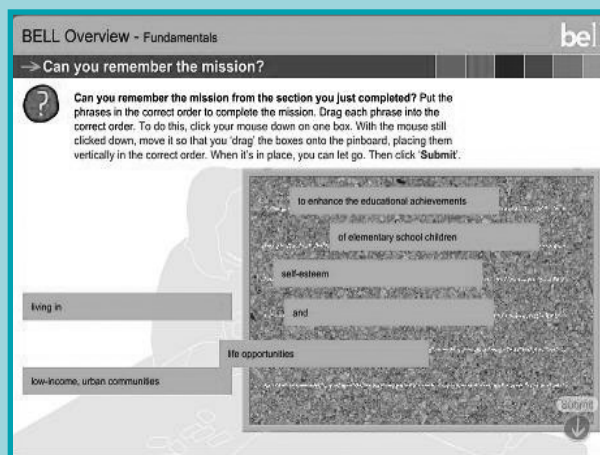 BELL Overview - Fundamentals
bel
Can you remember the mission?
?
Can you remember the mission from the section you just completed? Put the
phrases in the correct order to complete the mission. Drag each phrase into the
correct order. To do this, click your mouse down on one box. With the mouse still
clicked down, move it so that you 'drag' the boxes onto the pinboard, placing them
vertically in the correct order. When it's in place, you can let go. Then click 'Submit'.
to enhance the educational achievements
of elementary school children
self-esteem
living in
and
life opportunities
low-income, urban communities
Submit